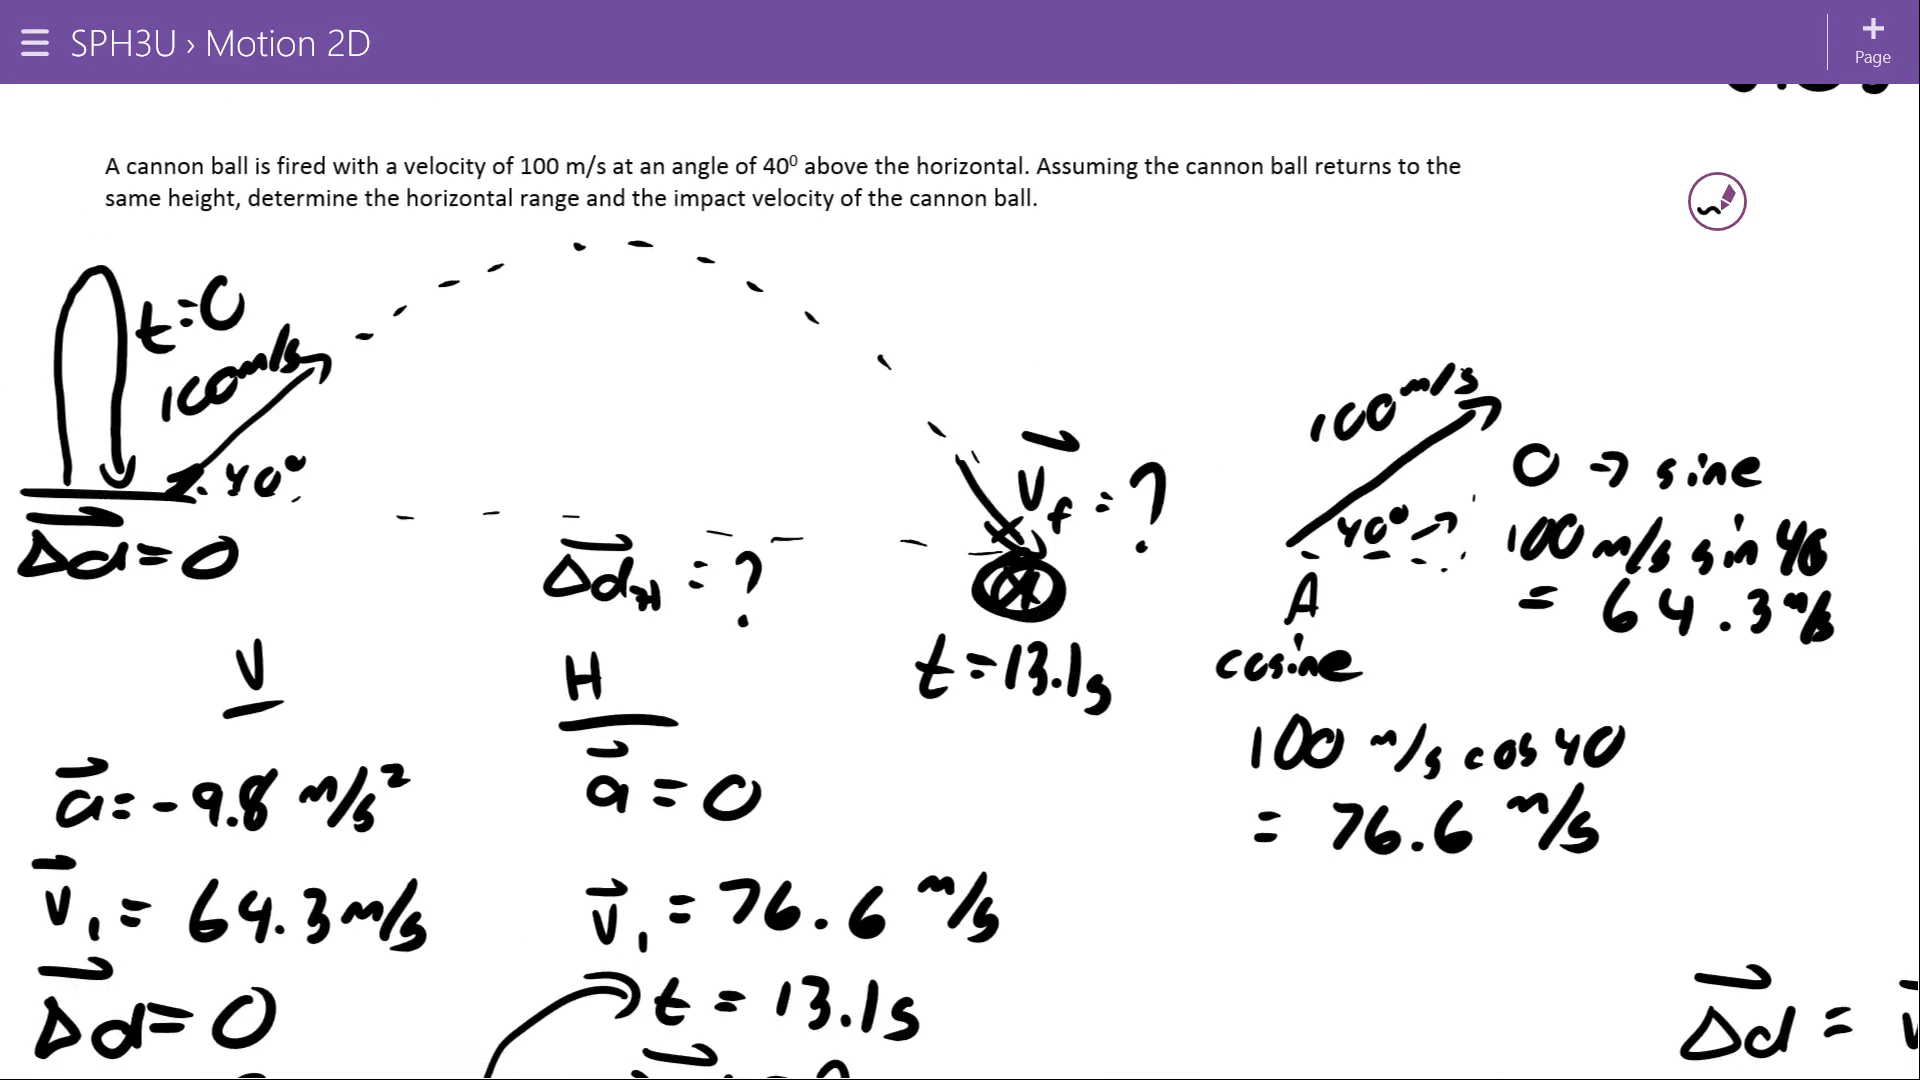 SPH3U › Motion 2D
Page
A cannon ball is fired with a velocity of 100 m/s at an angle of 40⁰ above the horizontal. Assuming the cannon ball returns to the
same height, determine the horizontal range and the impact velocity of the cannon ball.
t=0
100m/s
40°
Δd=0
Δd_H = ?
v_f = ?
t=13.1s
100 m/s
40°
O → sine
100 m/s sin 40
= 64.3 m/s
A
cosine
100 m/s cos 40
= 76.6 m/s
V
a = -9.8 m/s²
v₁ = 64.3 m/s
Δd = 0
H
a = 0
v₁ = 76.6 m/s
t = 13.1s
Δd =